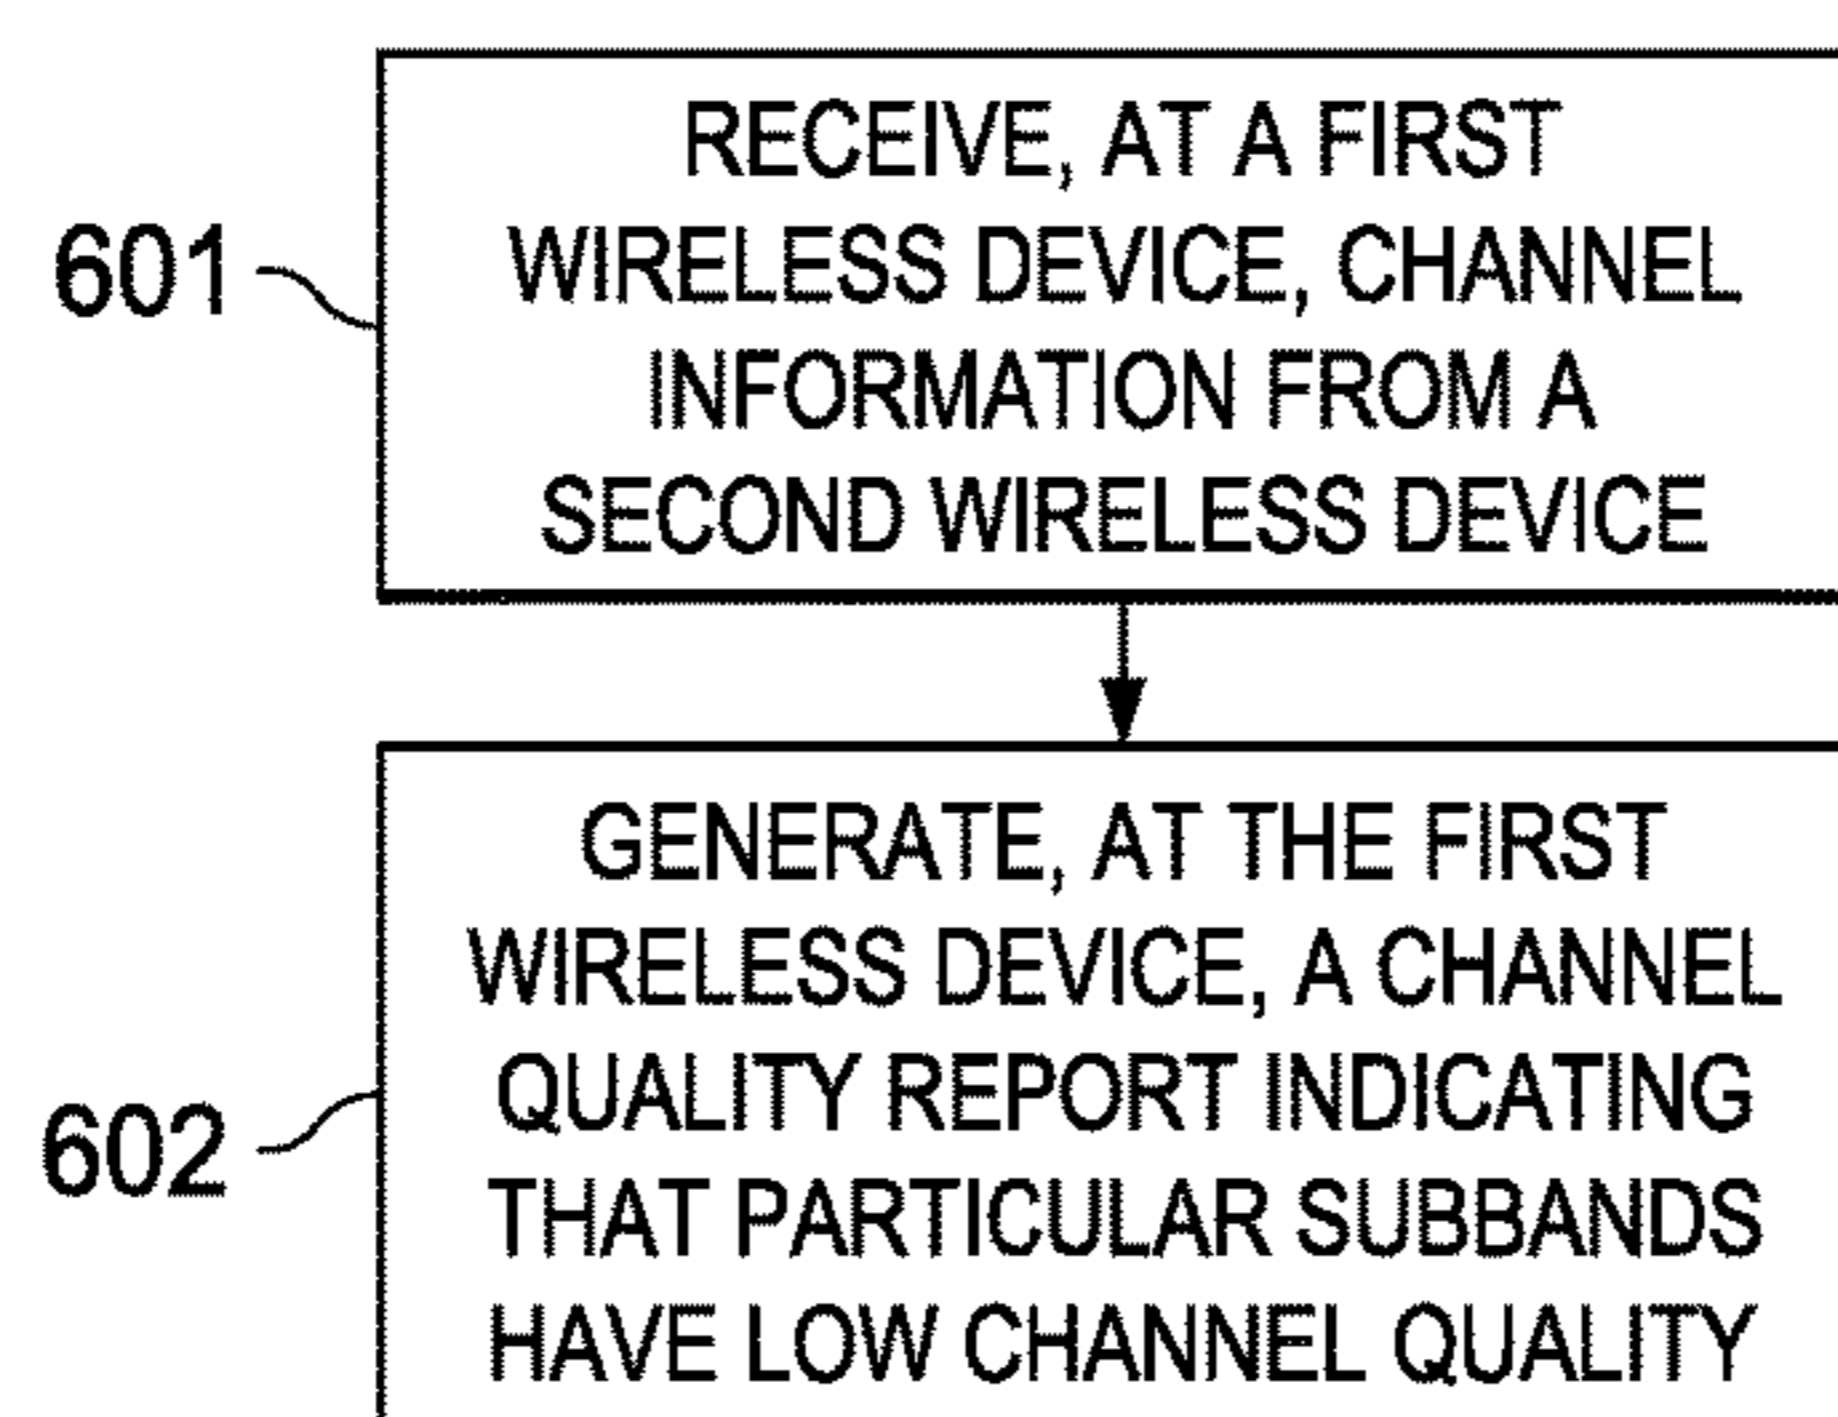 601
RECEIVE, AT A FIRST
WIRELESS DEVICE, CHANNEL
INFORMATION FROM A
SECOND WIRELESS DEVICE
602
GENERATE, AT THE FIRST
WIRELESS DEVICE, A CHANNEL
QUALITY REPORT INDICATING
THAT PARTICULAR SUBBANDS
HAVE LOW CHANNEL QUALITY